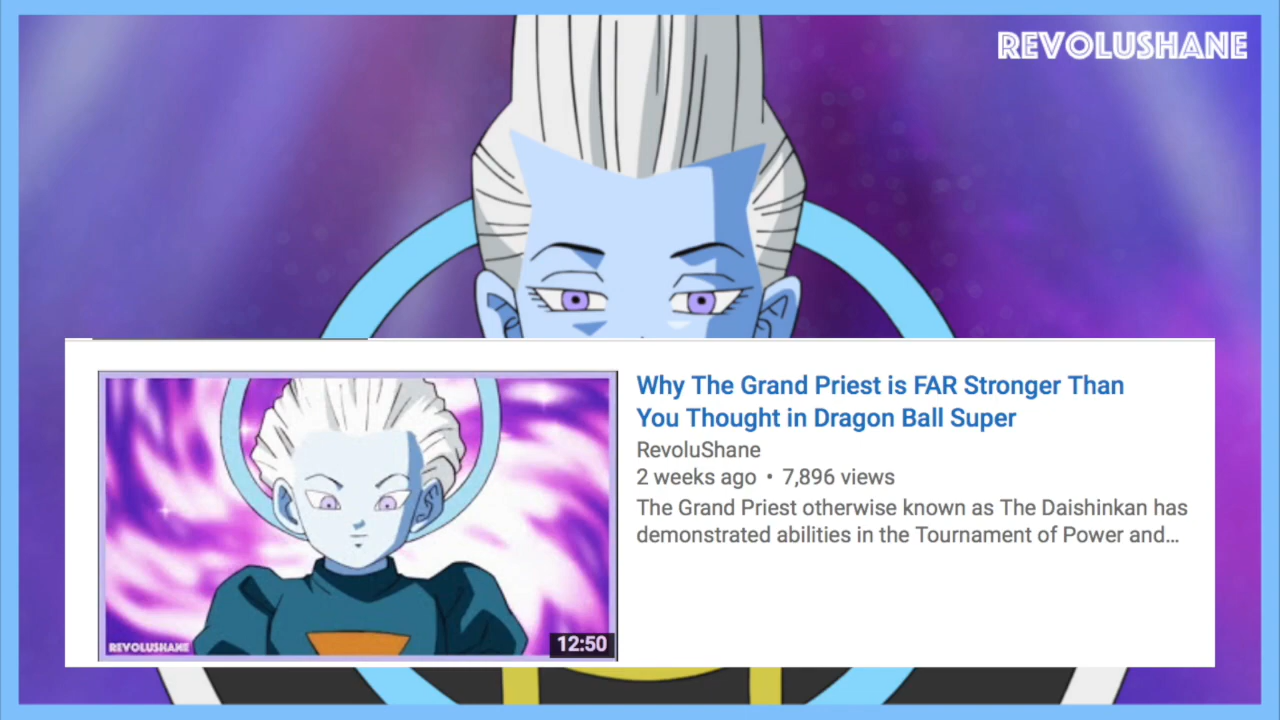 REVOLUSHANE
Why The Grand Priest is FAR Stronger Than
You Thought in Dragon Ball Super
RevoluShane
2 weeks ago • 7,896 views
The Grand Priest otherwise known as The Daishinkan has
demonstrated abilities in the Tournament of Power and...
REVOLUSHANE
12:50